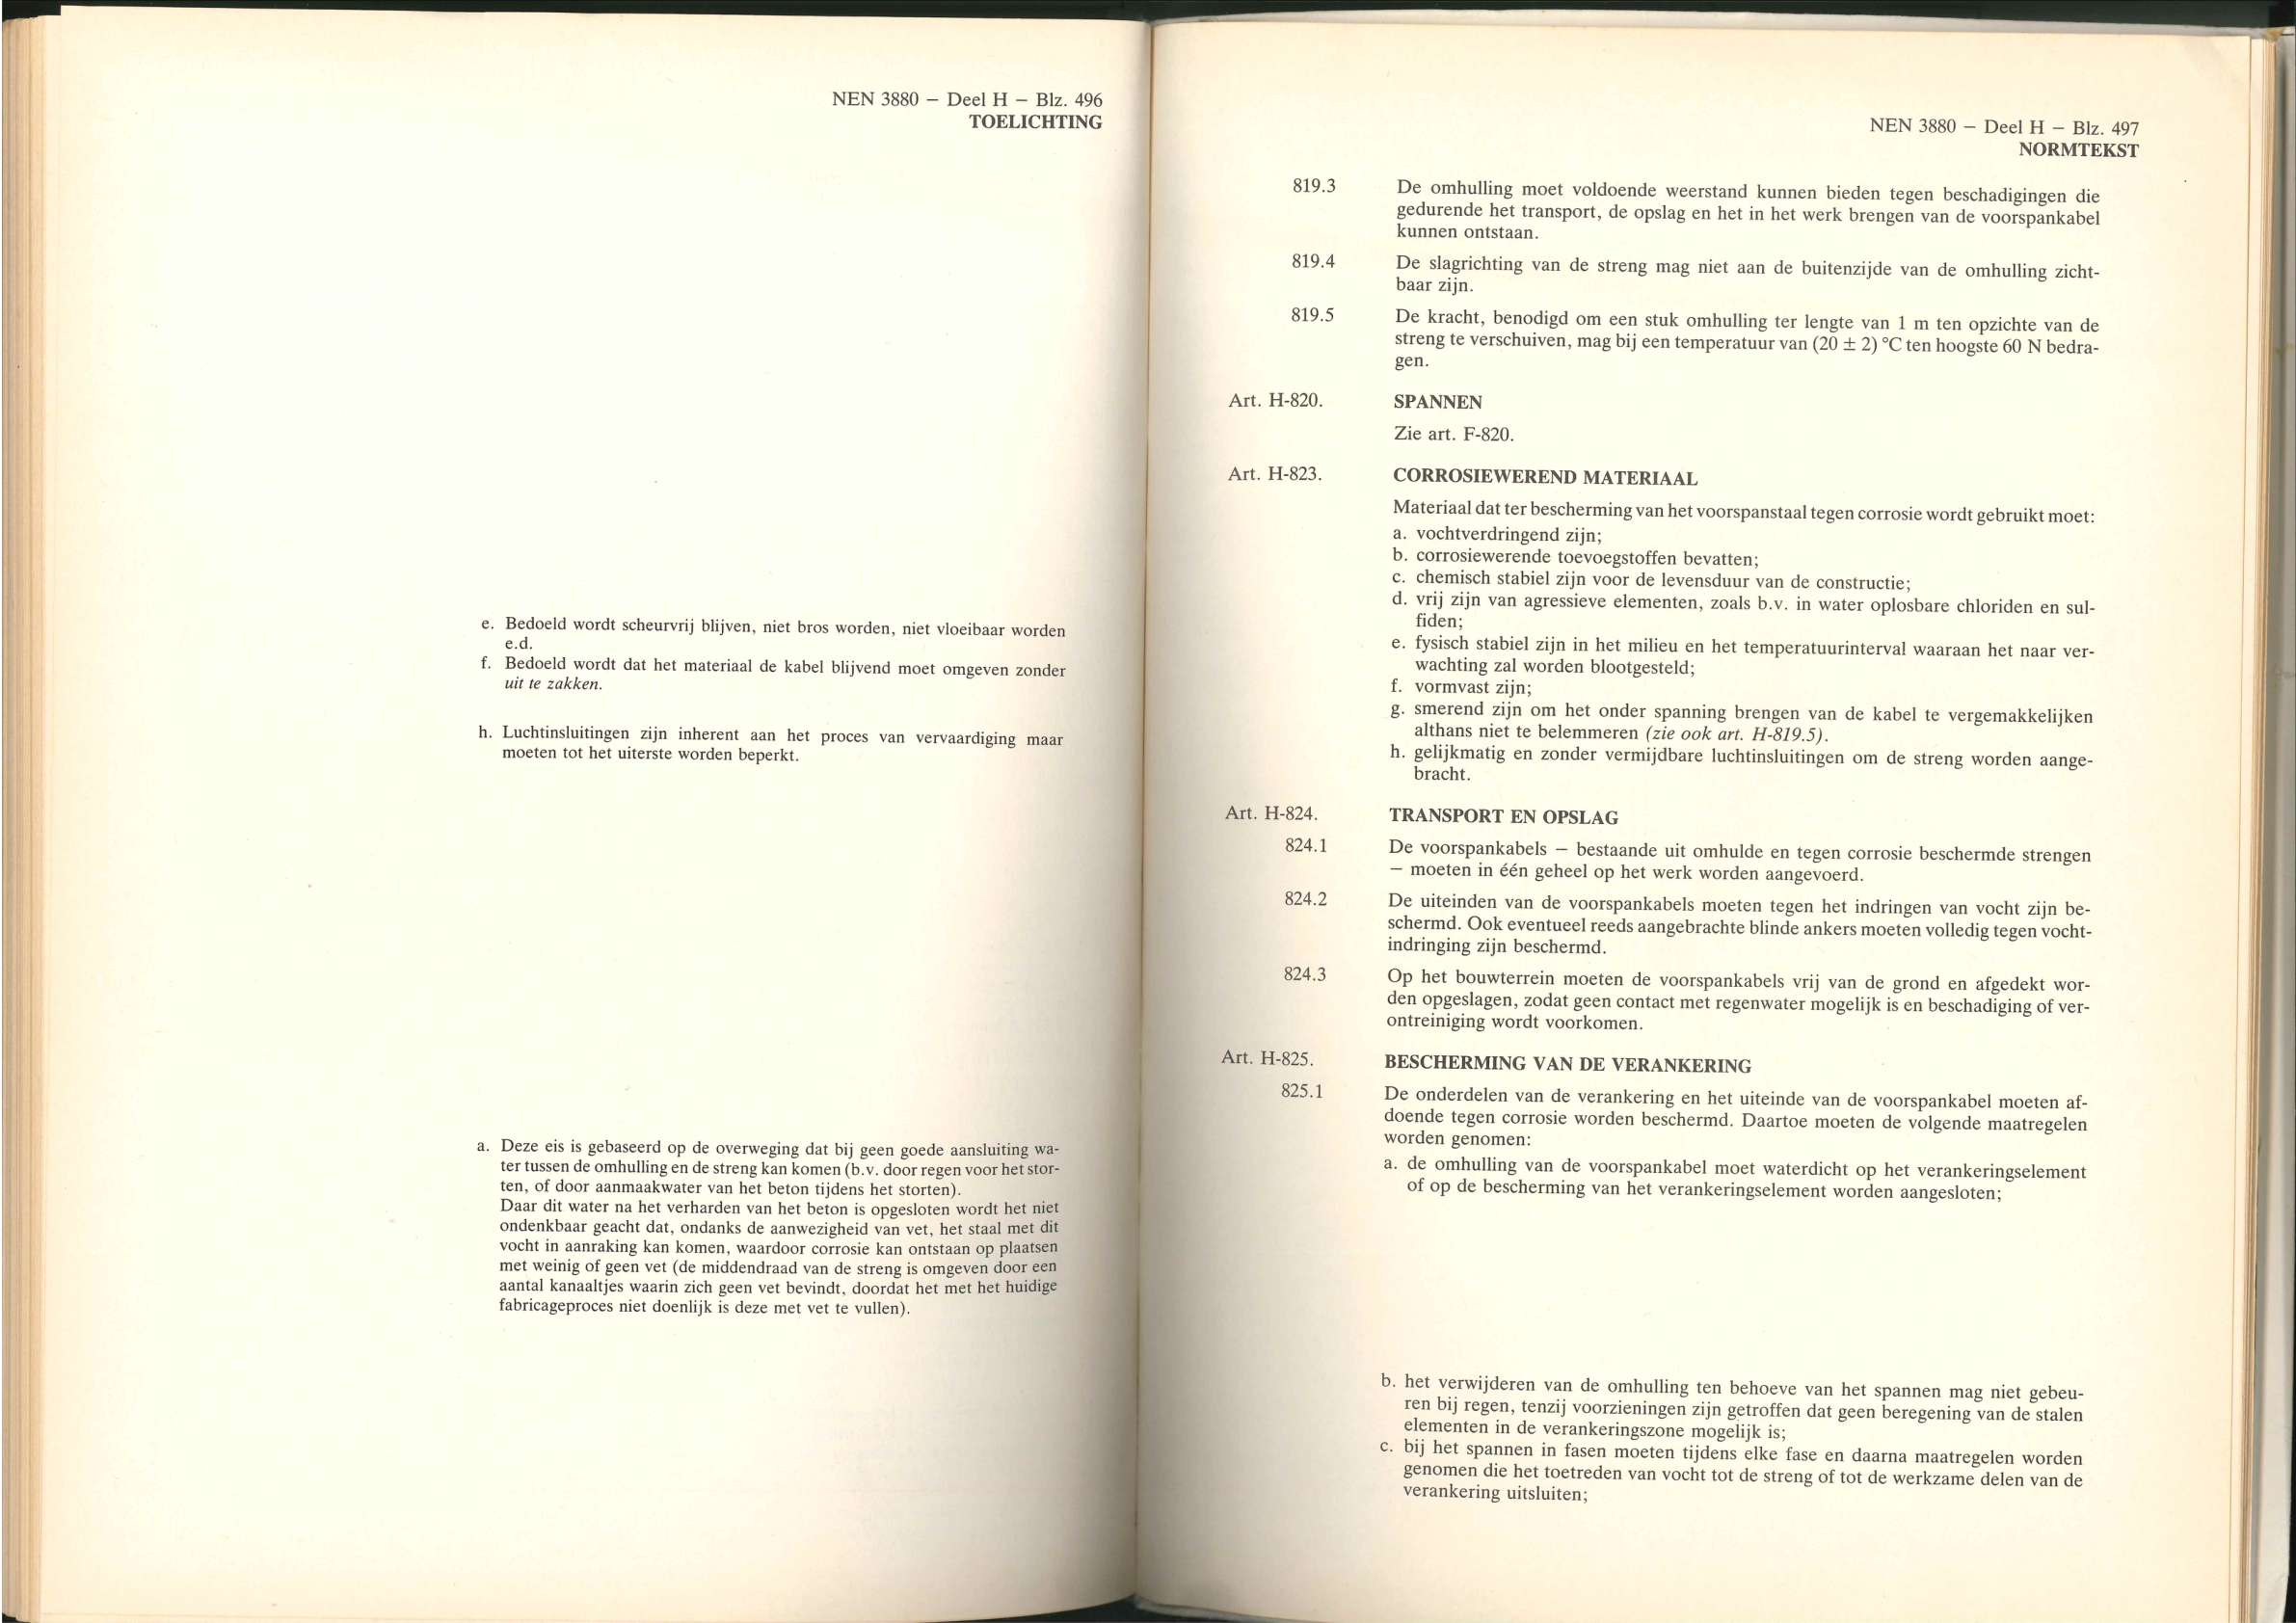 NEN 3880 – Deel H – Blz. 496
TOELICHTING
e. Bedoeld wordt scheurvrij blijven, niet bros worden, niet vloeibaar worden
e.d.
f. Bedoeld wordt dat het materiaal de kabel blijvend moet omgeven zonder
uit te zakken.
h. Luchtinsluitingen zijn inherent aan het proces van vervaardiging maar
moeten tot het uiterste worden beperkt.
a. Deze eis is gebaseerd op de overweging dat bij geen goede aansluiting wa-
ter tussen de omhulling en de streng kan komen (b.v. door regen voor het stor-
ten, of door aanmaakwater van het beton tijdens het storten).
Daar dit water na het verharden van het beton is opgesloten wordt het niet
ondenkbaar geacht dat, ondanks de aanwezigheid van vet, het staal met dit
vocht in aanraking kan komen, waardoor corrosie kan ontstaan op plaatsen
met weinig of geen vet (de middendraad van de streng is omgeven door een
aantal kanaaltjes waarin zich geen vet bevindt, doordat het met het huidige
fabricageproces niet doenlijk is deze met vet te vullen).
NEN 3880 – Deel H – Blz. 497
NORMTEKST
819.3 De omhulling moet voldoende weerstand kunnen bieden tegen beschadigingen die
gedurende het transport, de opslag en het in het werk brengen van de voorspankabel
kunnen ontstaan.
819.4 De slagrichting van de streng mag niet aan de buitenzijde van de omhulling zicht-
baar zijn.
819.5 De kracht, benodigd om een stuk omhulling ter lengte van 1 m ten opzichte van de
streng te verschuiven, mag bij een temperatuur van (20 ± 2) °C ten hoogste 60 N bedra-
gen.
Art. H-820. SPANNEN
Zie art. F-820.
Art. H-823. CORROSIEWEREND MATERIAAL
Materiaal dat ter bescherming van het voorspanstaal tegen corrosie wordt gebruikt moet:
a. vochtverdringend zijn;
b. corrosiewerende toevoegstoffen bevatten;
c. chemisch stabiel zijn voor de levensduur van de constructie;
d. vrij zijn van agressieve elementen, zoals b.v. in water oplosbare chloriden en sul-
fiden;
e. fysisch stabiel zijn in het milieu en het temperatuurinterval waaraan het naar ver-
wachting zal worden blootgesteld;
f. vormvast zijn;
g. smerend zijn om het onder spanning brengen van de kabel te vergemakkelijken
althans niet te belemmeren (zie ook art. H-819.5).
h. gelijkmatig en zonder vermijdbare luchtinsluitingen om de streng worden aange-
bracht.
Art. H-824. TRANSPORT EN OPSLAG
824.1 De voorspankabels – bestaande uit omhulde en tegen corrosie beschermde strengen
– moeten in één geheel op het werk worden aangevoerd.
824.2 De uiteinden van de voorspankabels moeten tegen het indringen van vocht zijn be-
schermd. Ook eventueel reeds aangebrachte blinde ankers moeten volledig tegen vocht-
indringing zijn beschermd.
824.3 Op het bouwterrein moeten de voorspankabels vrij van de grond en afgedekt wor-
den opgeslagen, zodat geen contact met regenwater mogelijk is en beschadiging of ver-
ontreiniging wordt voorkomen.
Art. H-825. BESCHERMING VAN DE VERANKERING
825.1 De onderdelen van de verankering en het uiteinde van de voorspankabel moeten af-
doende tegen corrosie worden beschermd. Daartoe moeten de volgende maatregelen
worden genomen:
a. de omhulling van de voorspankabel moet waterdicht op het verankeringselement
of op de bescherming van het verankeringselement worden aangesloten;
b. het verwijderen van de omhulling ten behoeve van het spannen mag niet gebeu-
ren bij regen, tenzij voorzieningen zijn getroffen dat geen beregening van de stalen
elementen in de verankeringszone mogelijk is;
c. bij het spannen in fasen moeten tijdens elke fase en daarna maatregelen worden
genomen die het toetreden van vocht tot de streng of tot de werkzame delen van de
verankering uitsluiten;